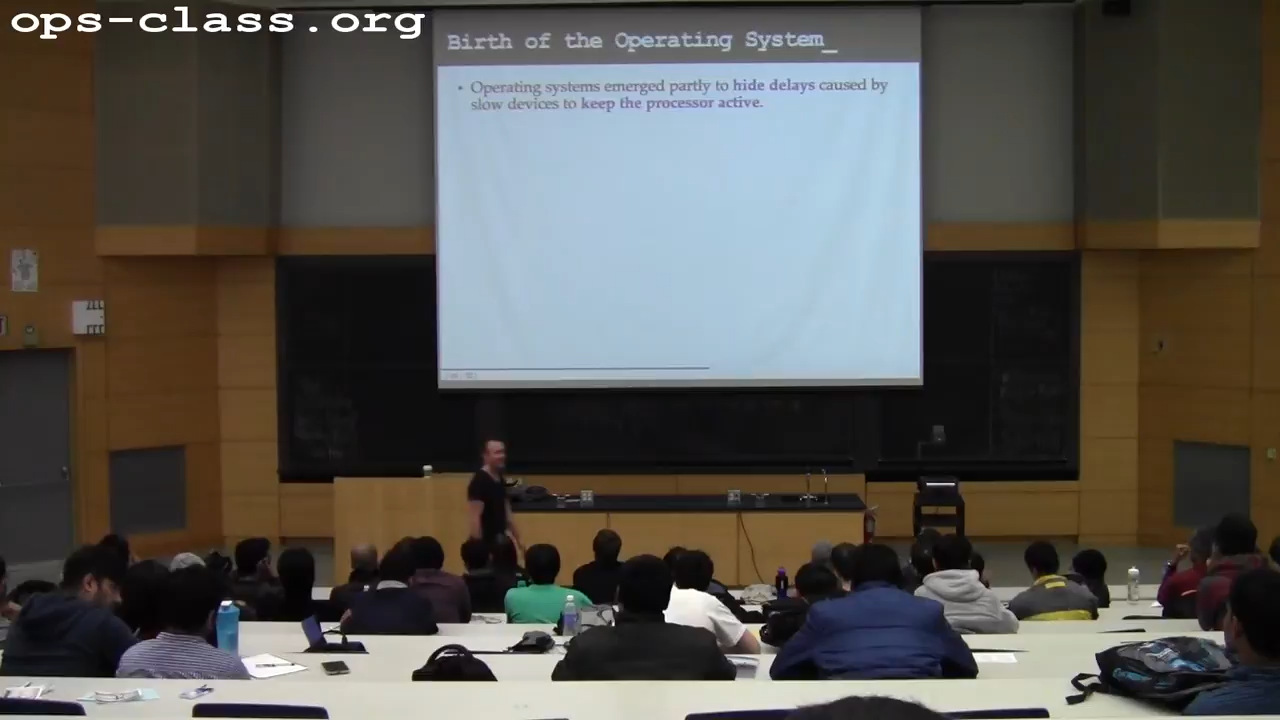 ops-class.org
Birth of the Operating System_
• Operating systems emerged partly to hide delays caused by
slow devices to keep the processor active.